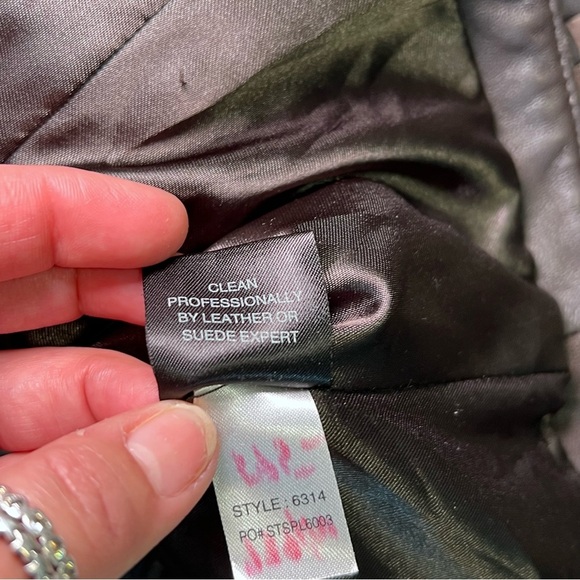 CLEAN
PROFESSIONALLY
BY LEATHER OR
SUEDE EXPERT
STYLE : 6314
PO# STSPL6003